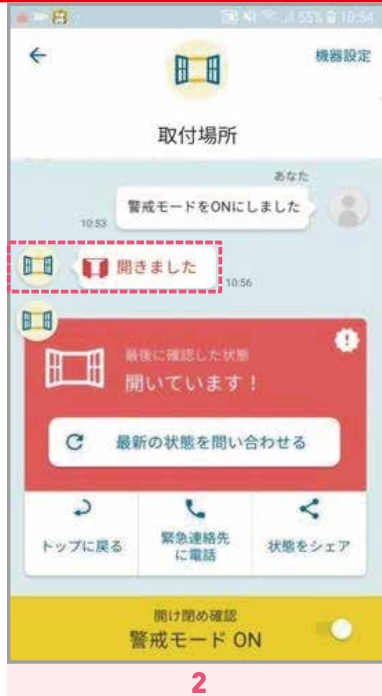 55% 10:54
機器設定
取付場所
あなた
警戒モードをONにしました
10:53
開きました
10:56
最後に確認した状態
開いています！
最新の状態を問い合わせる
トップに戻る
緊急連絡先
に電話
状態をシェア
開け閉め確認
警戒モード ON
2